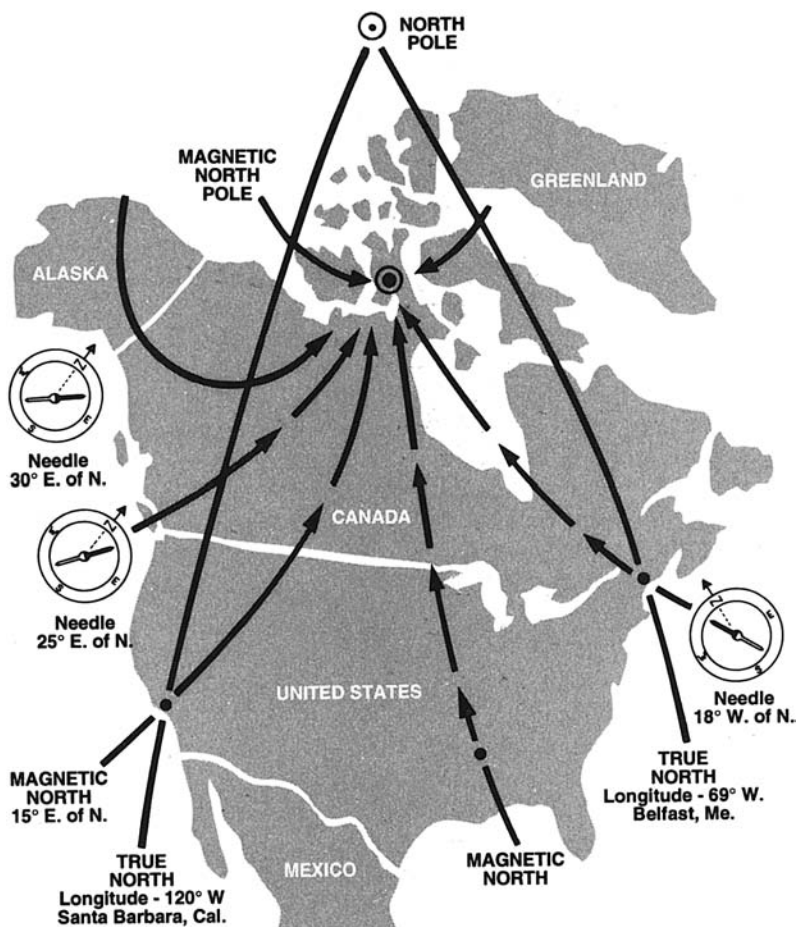 NORTH
POLE
MAGNETIC
NORTH
POLE
GREENLAND
ALASKA
N
E
S
Needle
30° E. of N.
CANADA
N
E
S
Needle
25° E. of N.
N
E
S
Needle
18° W. of N.
UNITED STATES
MAGNETIC
NORTH
15° E. of N.
TRUE
NORTH
Longitude - 120° W
Santa Barbara, Cal.
MEXICO
MAGNETIC
NORTH
TRUE
NORTH
Longitude - 69° W.
Belfast, Me.